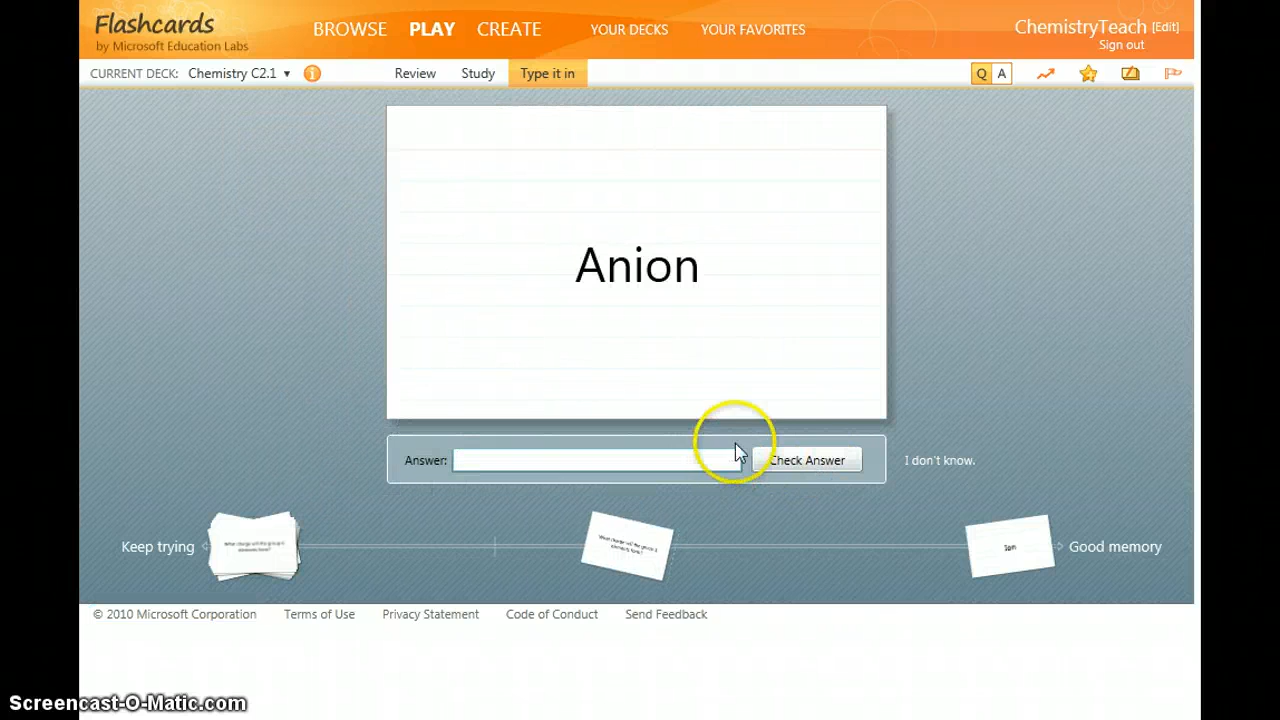 Flashcards
by Microsoft Education Labs
BROWSE PLAY CREATE YOUR DECKS YOUR FAVORITES
ChemistryTeach [Edit]
Sign out
CURRENT DECK: Chemistry C2.1
Review Study Type it in
Q A
Anion
Answer:
Check Answer
I don't know.
Keep trying
Ion
Good memory
© 2010 Microsoft Corporation Terms of Use Privacy Statement Code of Conduct Send Feedback
Screencast-O-Matic.com